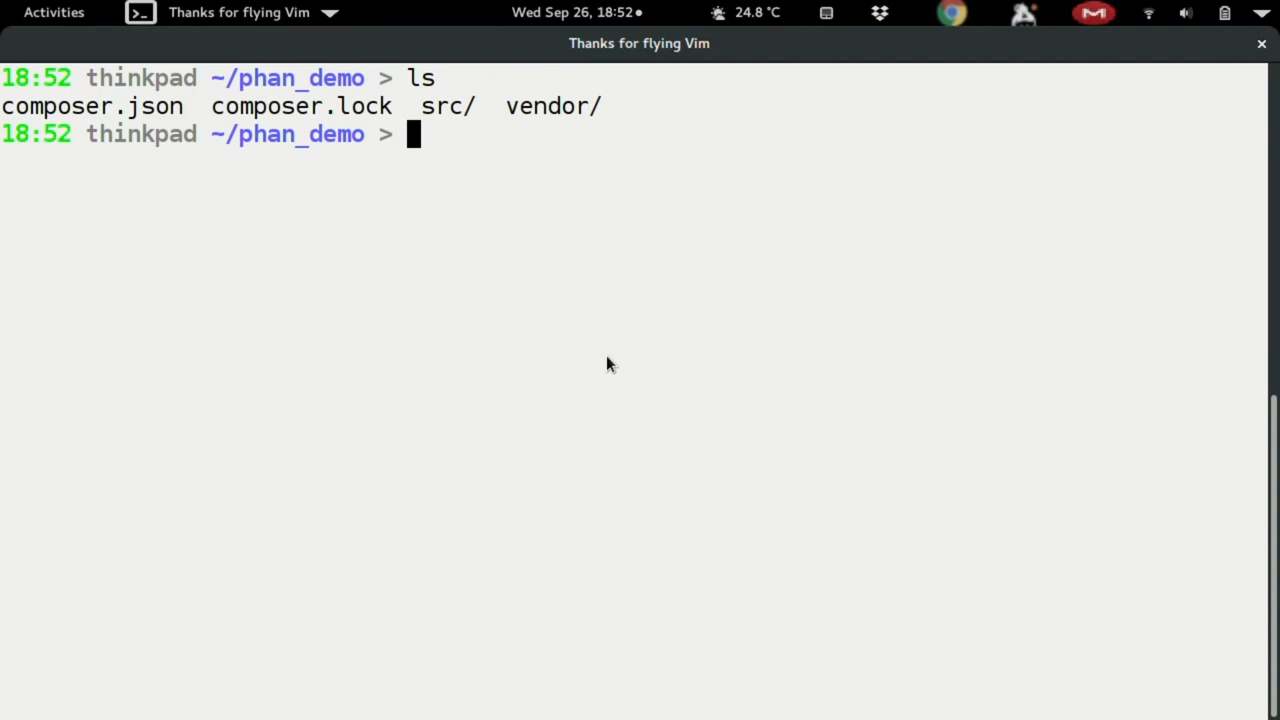 Activities Thanks for flying Vim Wed Sep 26, 18:52 24.8 °C
Thanks for flying Vim
18:52 thinkpad ~/phan_demo > ls
composer.json composer.lock src/ vendor/
18:52 thinkpad ~/phan_demo >